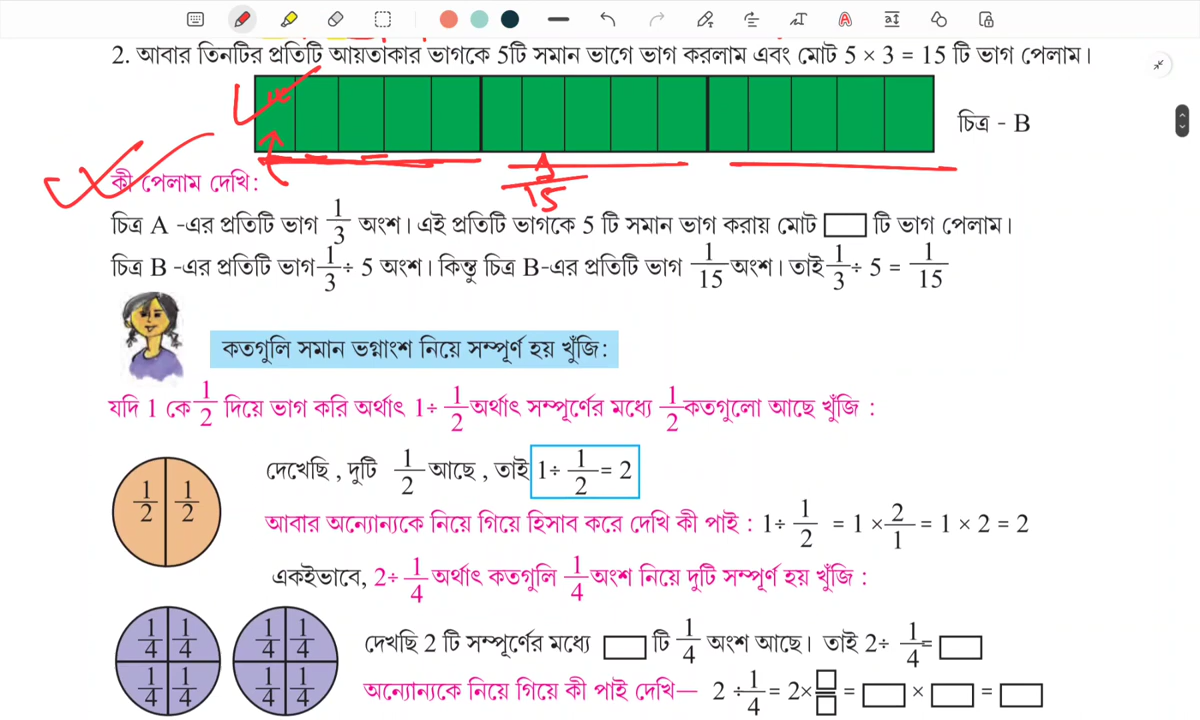 2. আবার তিনটির প্রতিটি আয়তাকার ভাগকে 5টি সমান ভাগে ভাগ করলাম এবং মোট 5 × 3 = 15 টি ভাগ পেলাম।
চিত্র - B
1/15
কী পেলাম দেখি:
চিত্র A -এর প্রতিটি ভাগ 1/3 অংশ। এই প্রতিটি ভাগকে 5 টি সমান ভাগ করায় মোট □ টি ভাগ পেলাম।
চিত্র B -এর প্রতিটি ভাগ 1/3 ÷ 5 অংশ। কিন্তু চিত্র B-এর প্রতিটি ভাগ 1/15 অংশ। তাই 1/3 ÷ 5 = 1/15
কতগুলি সমান ভগ্নাংশ নিয়ে সম্পূর্ণ হয় খুঁজি:
যদি 1 কে 1/2 দিয়ে ভাগ করি অর্থাৎ 1÷ 1/2 অর্থাৎ সম্পূর্ণের মধ্যে 1/2 কতগুলো আছে খুঁজি :
1/2 1/2
দেখেছি , দুটি 1/2 আছে , তাই 1÷ 1/2 = 2
আবার অন্যোন্যকে নিয়ে গিয়ে হিসাব করে দেখি কী পাই : 1÷ 1/2 = 1 × 2/1 = 1 × 2 = 2
একইভাবে, 2÷ 1/4 অর্থাৎ কতগুলি 1/4 অংশ নিয়ে দুটি সম্পূর্ণ হয় খুঁজি :
1/4 1/4 1/4 1/4
1/4 1/4 1/4 1/4
দেখছি 2 টি সম্পূর্ণের মধ্যে □ টি 1/4 অংশ আছে। তাই 2÷ 1/4 = □
অন্যোন্যকে নিয়ে গিয়ে কী পাই দেখি— 2 ÷ 1/4 = 2× □/□ = □ × □ = □